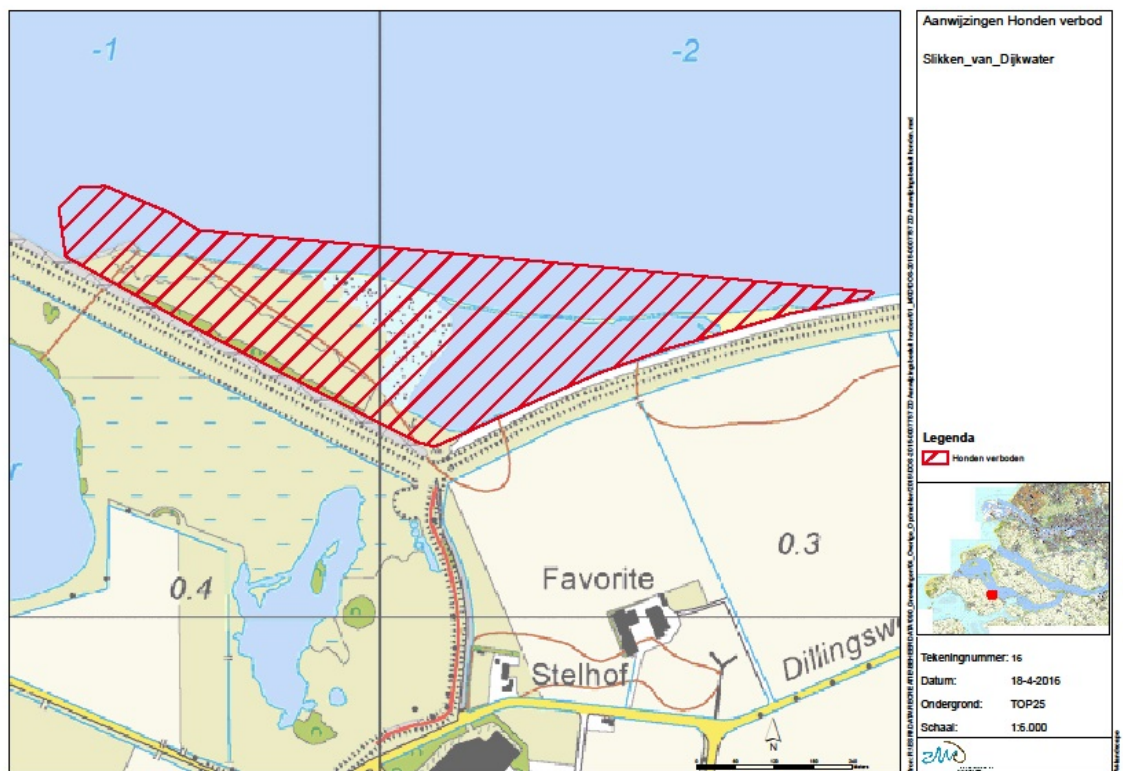 -1
-2
0.4
0.3
Favorite
Stelhof
Dillingsw
N
Aanwijzingen Honden verbod
Slikken_van_Dijkwater
Legenda
Honden verboden
Tekeningnummer: 16
Datum: 18-4-2016
Ondergrond: TOP25
Schaal: 1:6.000